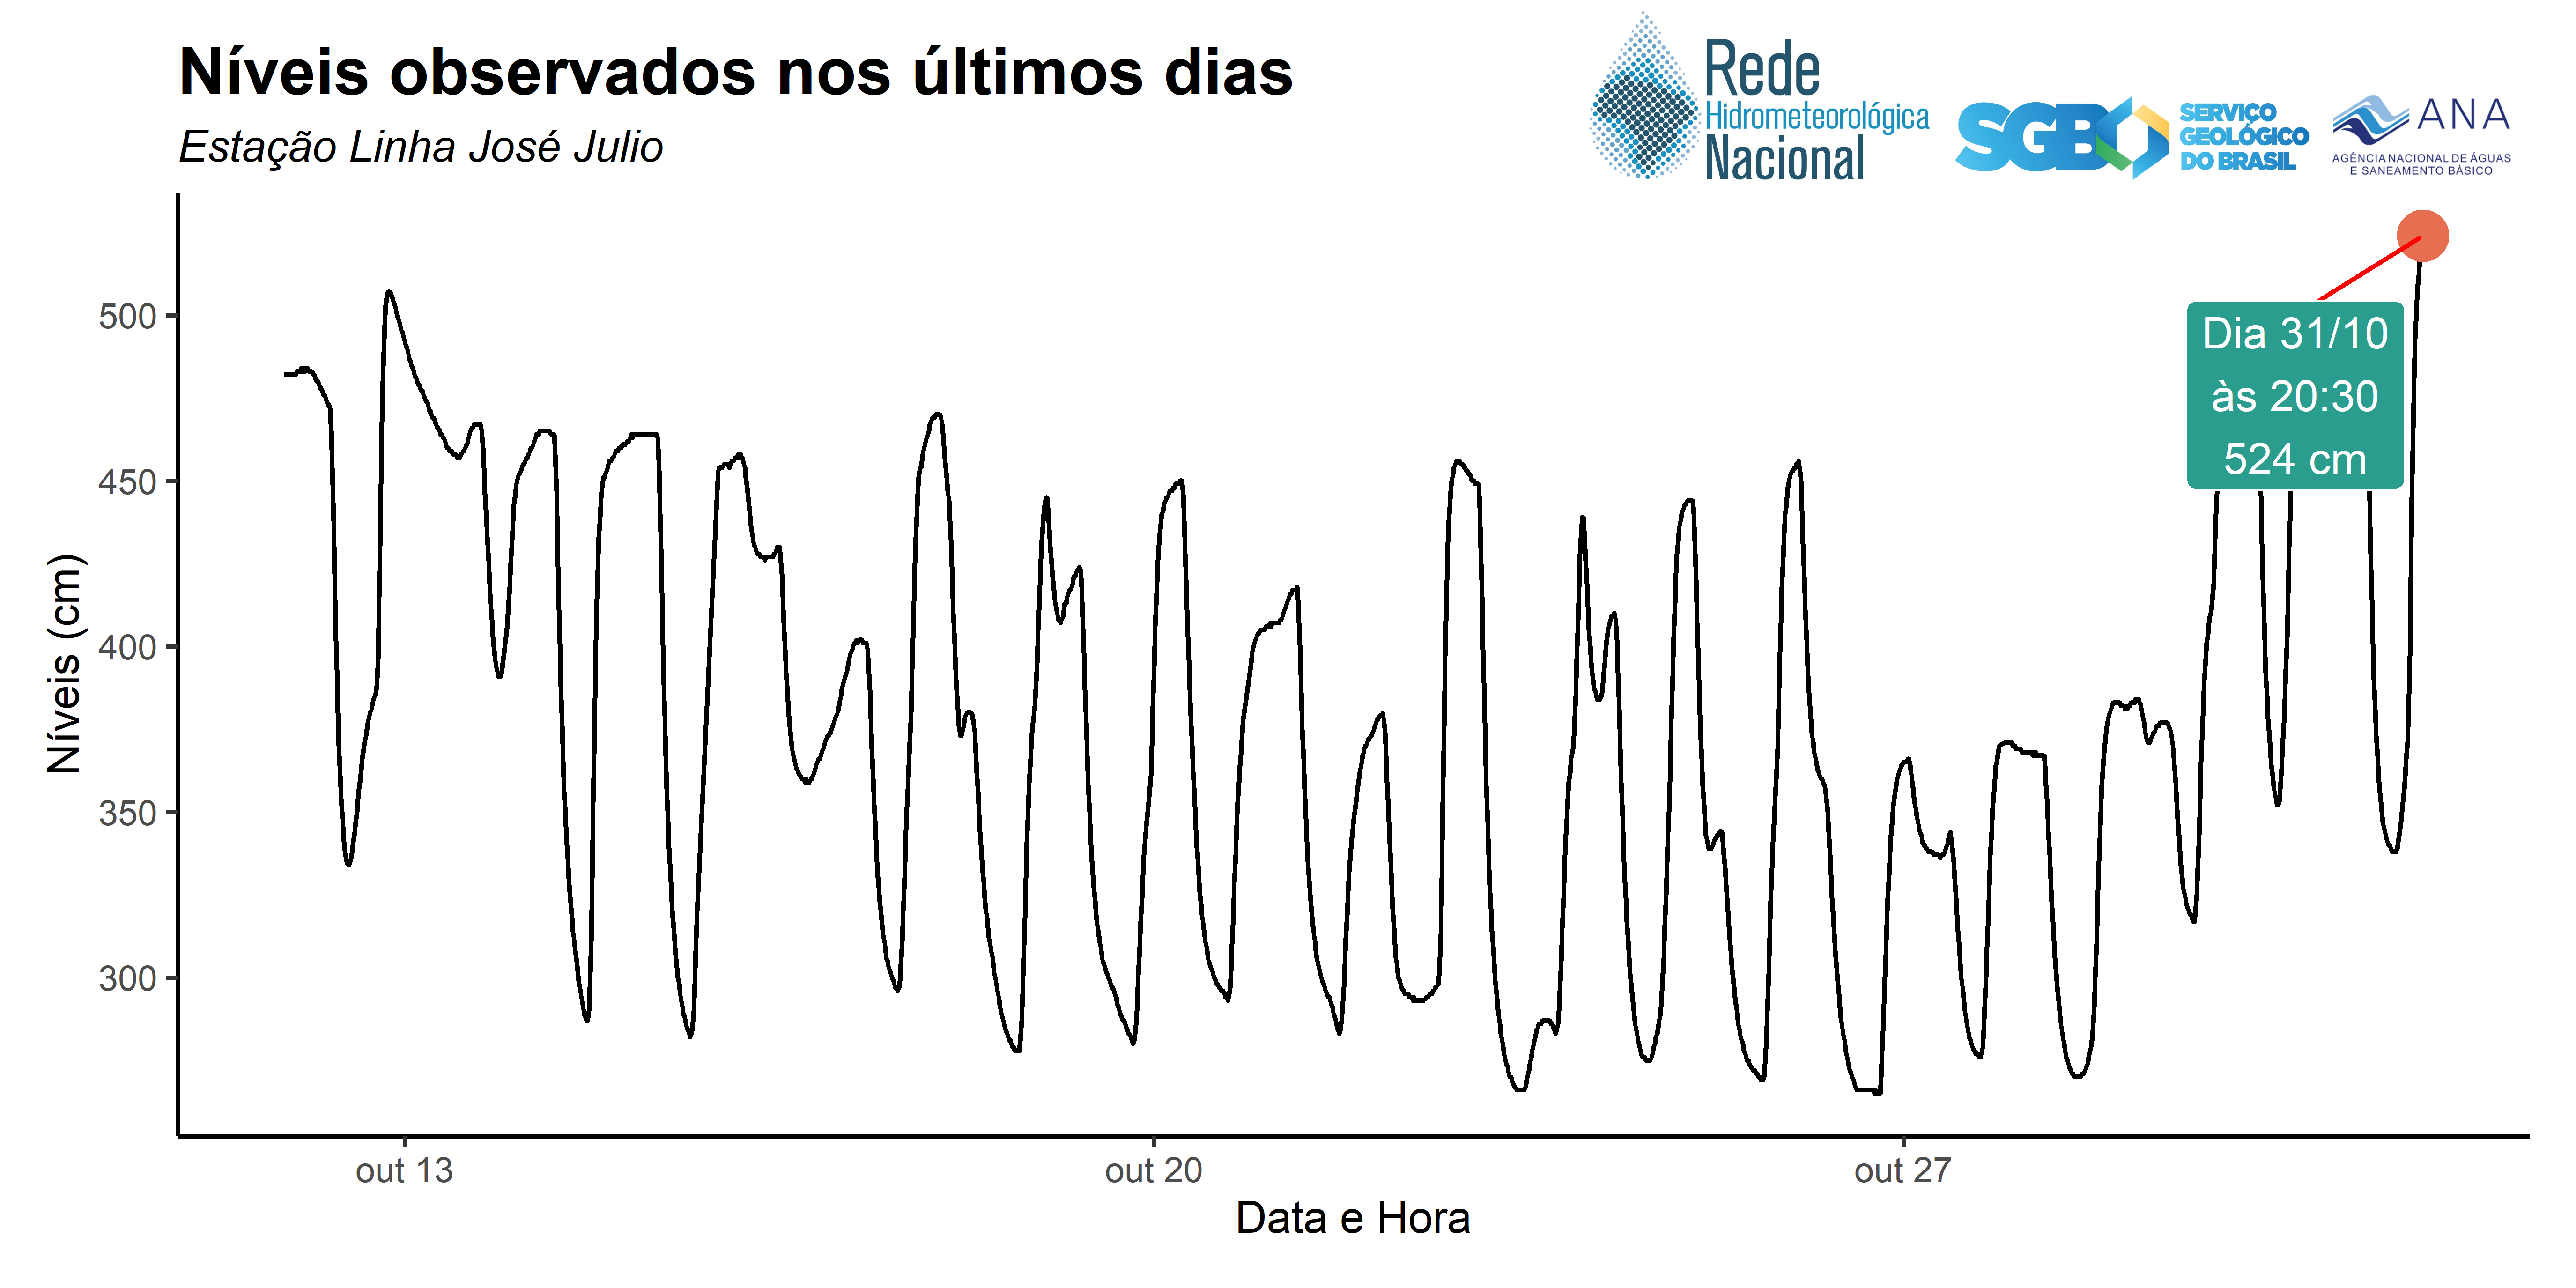 Níveis observados nos últimos dias
Estação Linha José Julio
Rede
Hidrometeorológica
Nacional
SGB
SERVIÇO
GEOLÓGICO
DO BRASIL
ANA
AGÊNCIA NACIONAL DE ÁGUAS
E SANEAMENTO BÁSICO
Níveis (cm)
500
450
400
350
300
Dia 31/10
às 20:30
524 cm
out 13
out 20
out 27
Data e Hora